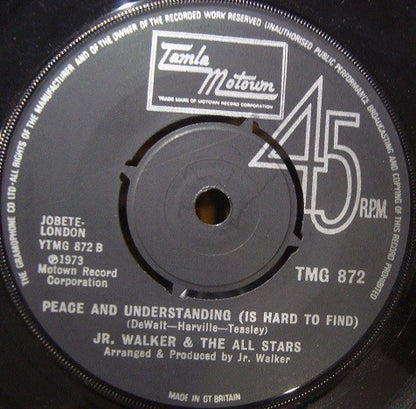 THE GRAMOPHONE CO LTD·ALL RIGHTS OF THE MANUFACTURER AND OF THE OWNER OF THE RECORDED WORK RESERVED UNAUTHORISED PUBLIC PERFORMANCE BROADCASTING AND COPYING OF THIS RECORD PROHIBITED
Tamla
Motown
TRADE MARK OF MOTOWN RECORD CORPORATION
45
R.P.M.
JOBETE-
LONDON
YTMG 872 B
℗1973
Motown Record
Corporation
TMG 872
PEACE AND UNDERSTANDING (IS HARD TO FIND)
(DeWalt—Harville—Teasley)
JR. WALKER & THE ALL STARS
Arranged & Produced by Jr. Walker
MADE IN GT BRITAIN